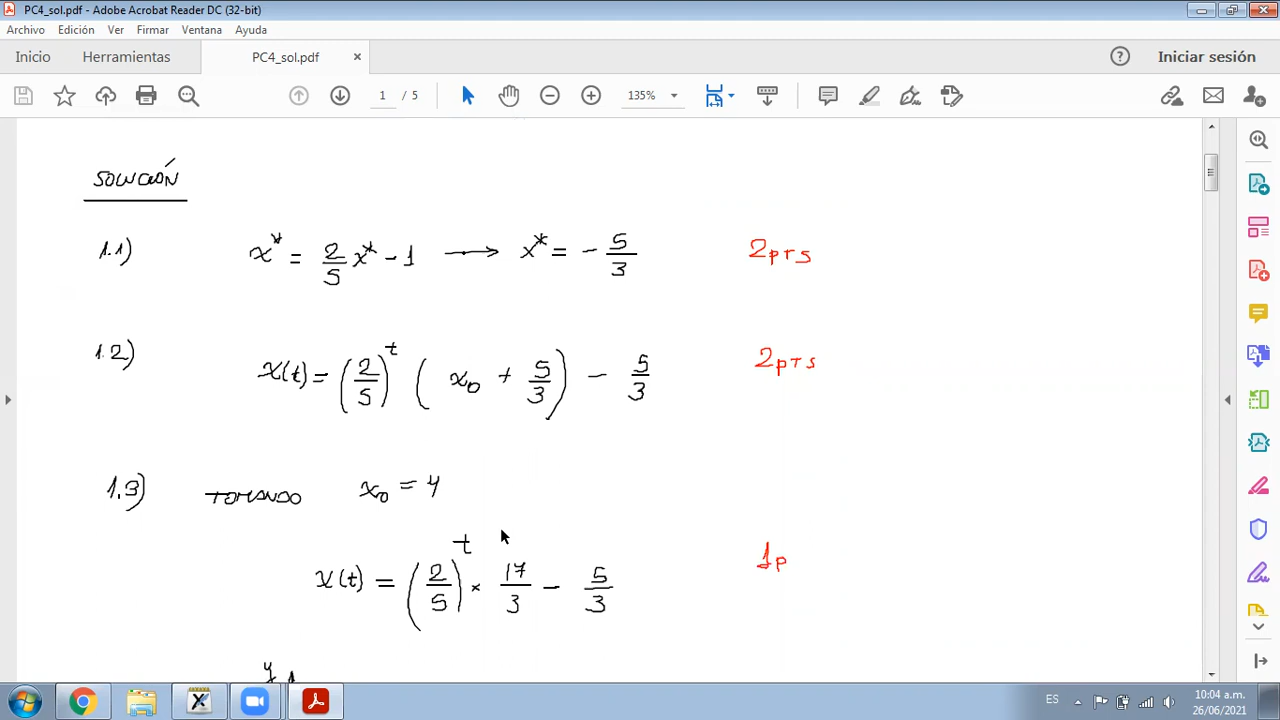 PC4_sol.pdf - Adobe Acrobat Reader DC (32-bit)
Archivo Edición Ver Firmar Ventana Ayuda
Inicio Herramientas PC4_sol.pdf ×
Iniciar sesión
1 / 5 135%
SOLUCIÓN
1.1) x* = 2/5 x* - 1 → x* = - 5/3 2pts
1.2) x(t) = (2/5)^t ( x₀ + 5/3 ) - 5/3 2pts
1.3) TOMANDO x₀ = 4
x(t) = (2/5)^t × 17/3 - 5/3 1p
y
ES 10:04 a.m.
26/06/2021